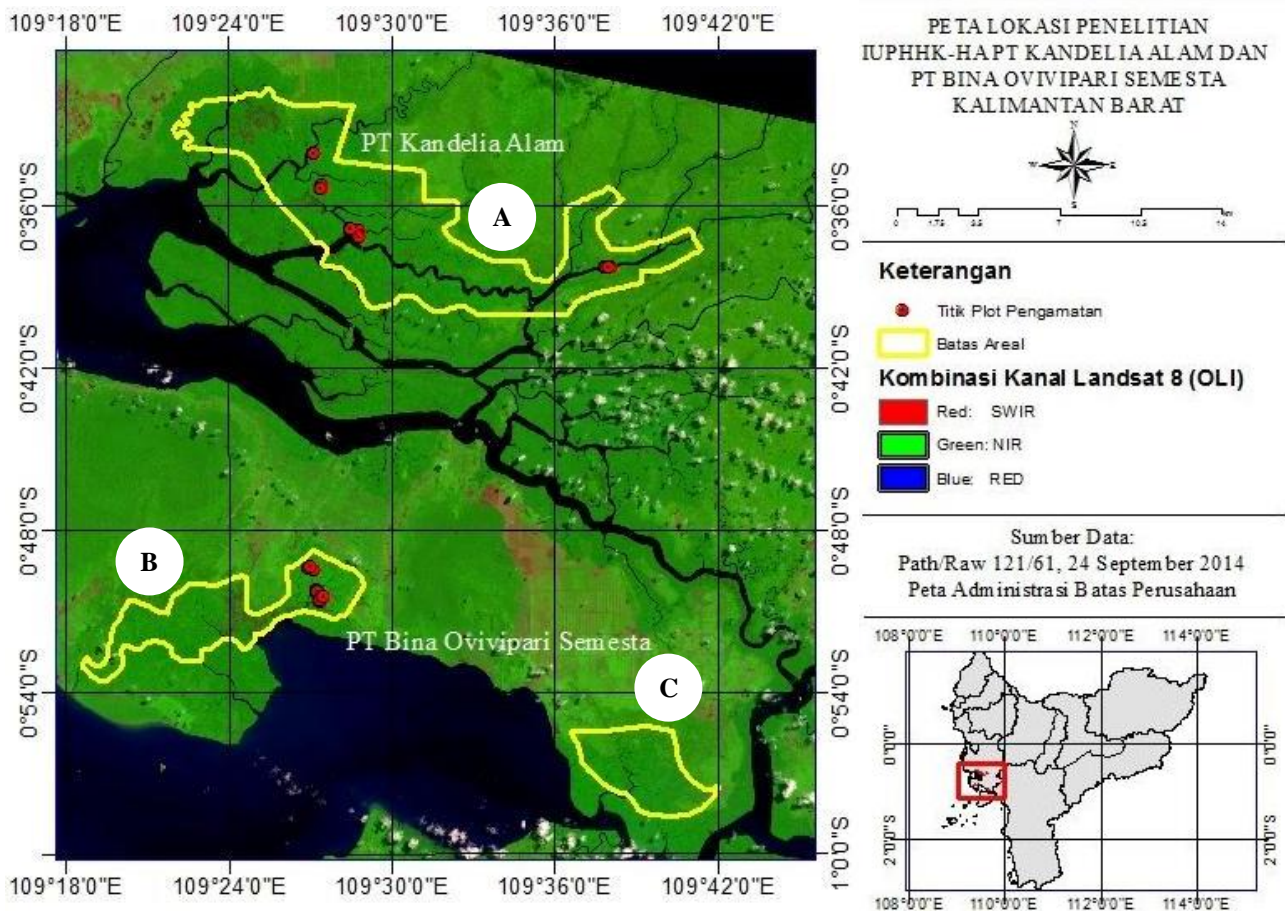 109°18'0"E 109°24'0"E 109°30'0"E 109°36'0"E 109°42'0"E
0°36'0"S
0°42'0"S
0°48'0"S
0°54'0"S
1°0'0"S
PT Kandelia Alam
A
B
PT Bina Ovivipari Semesta
C
0°36'0"S
0°42'0"S
0°48'0"S
0°54'0"S
1°0'0"S
109°18'0"E 109°24'0"E 109°30'0"E 109°36'0"E 109°42'0"E
PETA LOKASI PENELITIAN
IUPHHK-HA PT KANDELIA ALAM DAN
PT BINA OVIVIPARI SEMESTA
KALIMANTAN BARAT
N
W E
S
0 1.75 3.5 7 10.5 14
Keterangan
Titik Plot Pengamatan
Batas Areal
Kombinasi Kanal Landsat 8 (OLI)
Red: SWIR
Green: NIR
Blue: RED
Sumber Data:
Path/Raw 121/61, 24 September 2014
Peta Administrasi Batas Perusahaan
108°0'0"E 110°0'0"E 112°0'0"E 114°0'0"E
0°0'0"
2°0'0"S
0°0'0"
2°0'0"S
108°0'0"E 110°0'0"E 112°0'0"E 114°0'0"E